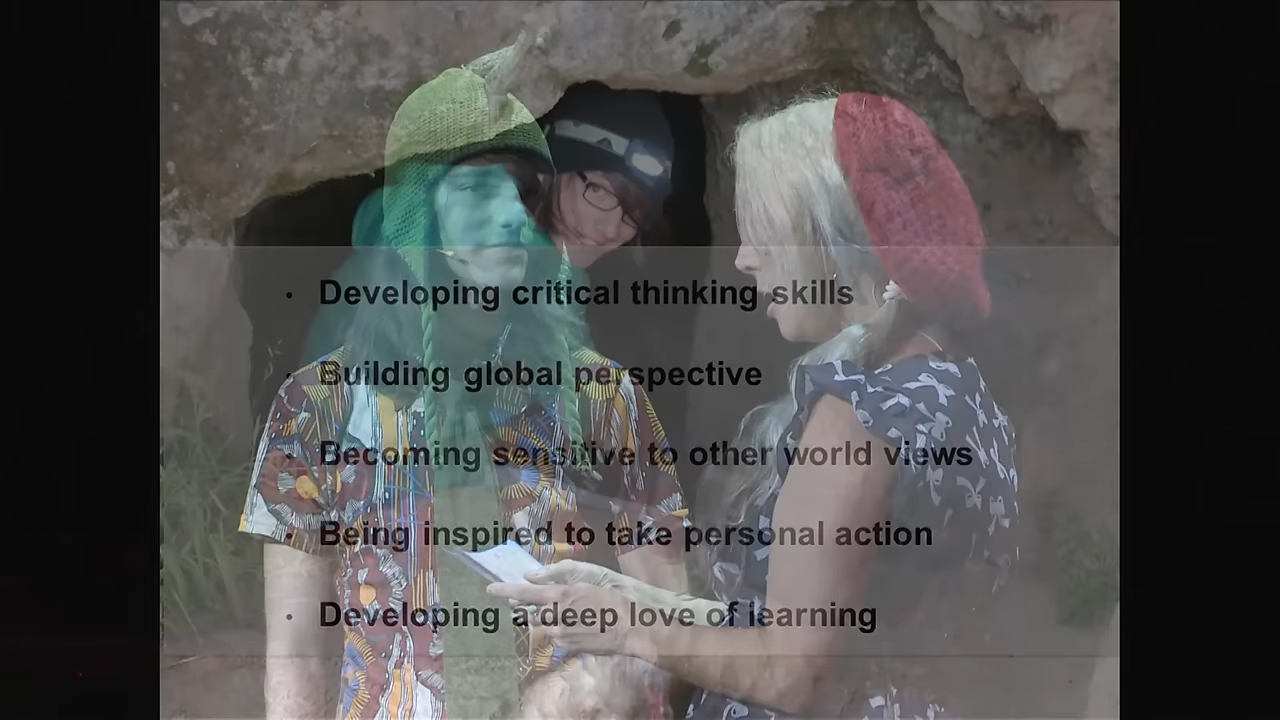 • Developing critical thinking skills
• Building global perspective
• Becoming sensitive to other world views
• Being inspired to take personal action
• Developing a deep love of learning